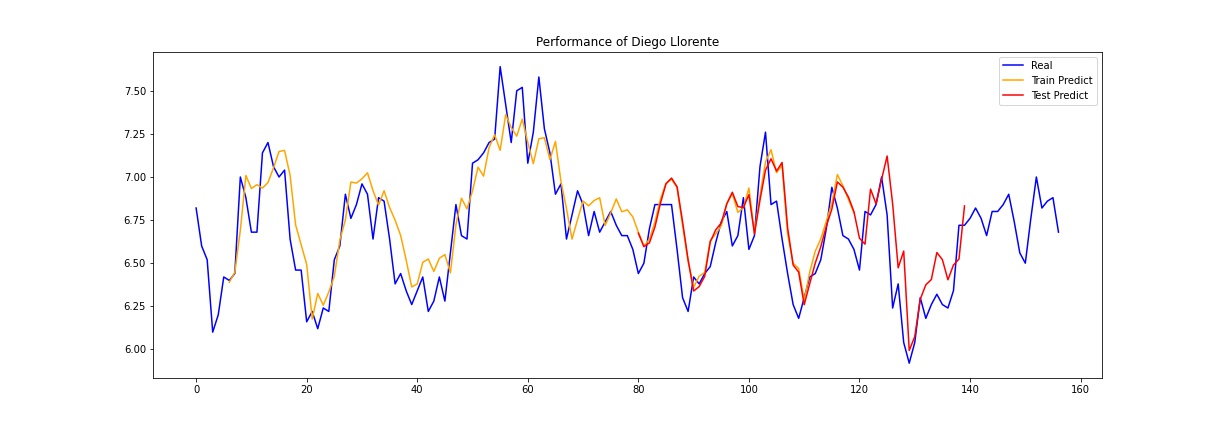 Performance of Diego Llorente
Real
Train Predict
Test Predict
7.50
7.25
7.00
6.75
6.50
6.25
6.00
0 20 40 60 80 100 120 140 160